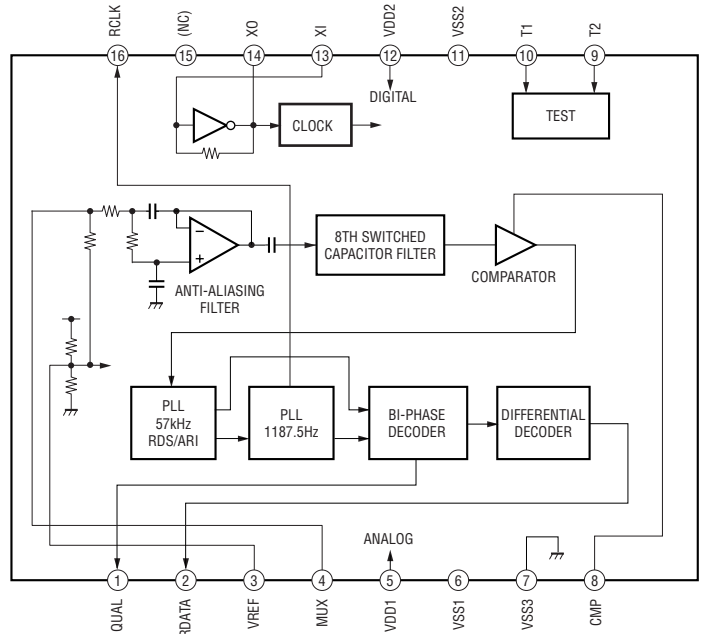 RCLK
(NC)
XO
XI
VDD2
VSS2
T1
T2
16
15
14
13
12
11
10
9
DIGITAL
CLOCK
TEST
−
+
ANTI-ALIASING
FILTER
8TH SWITCHED
CAPACITOR FILTER
COMPARATOR
PLL
57kHz
RDS/ARI
PLL
1187.5Hz
BI-PHASE
DECODER
DIFFERENTIAL
DECODER
ANALOG
1
2
3
4
5
6
7
8
QUAL
RDATA
VREF
MUX
VDD1
VSS1
VSS3
CMP